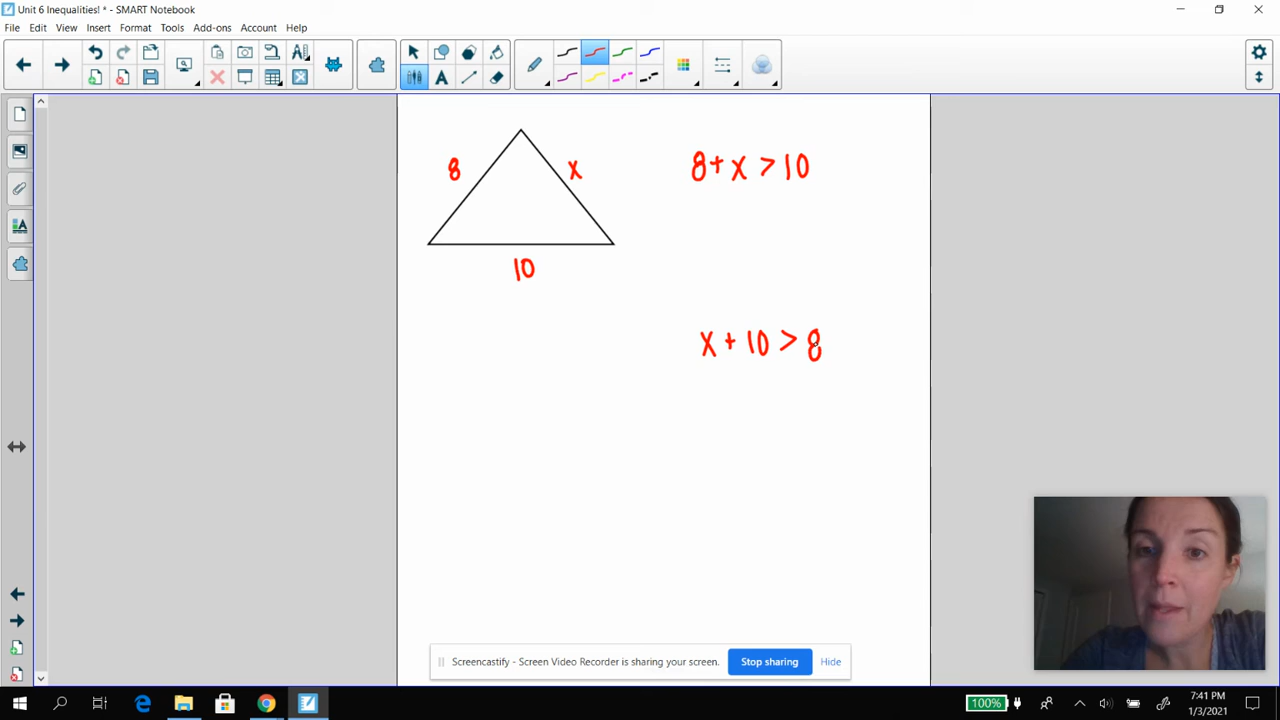 Unit 6 Inequalities! * - SMART Notebook
File Edit View Insert Format Tools Add-ons Account Help
8 x
8 + x > 10
10
x + 10 > 8
Screencastify - Screen Video Recorder is sharing your screen. Stop sharing Hide
100%
7:41 PM
1/3/2021